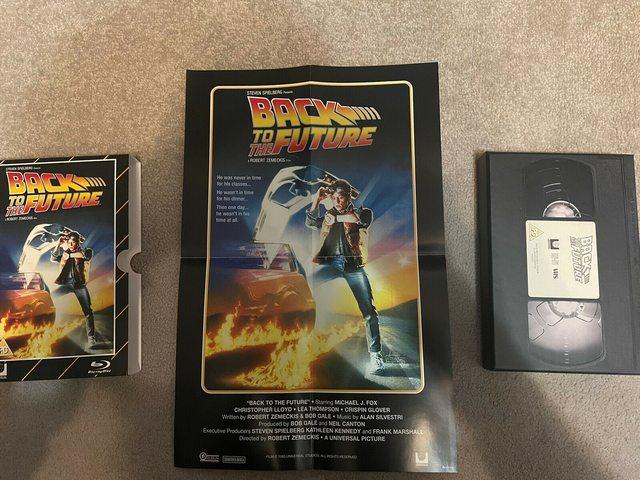 STEVEN SPIELBERG Presents
BACK
TO
THE FUTURE
A ROBERT ZEMECKIS Film
Blu-ray Disc
STEVEN SPIELBERG Presents
BACK
TO
THE FUTURE
A ROBERT ZEMECKIS Film
He was never in time
for his classes...
He wasn't in time
for his dinner...
Then one day...
he wasn't in his
time at all.
"BACK TO THE FUTURE" • Starring MICHAEL J. FOX
CHRISTOPHER LLOYD • LEA THOMPSON • CRISPIN GLOVER
Written by ROBERT ZEMECKIS & BOB GALE • Music by ALAN SILVESTRI
Produced by BOB GALE and NEIL CANTON
Executive Producers STEVEN SPIELBERG KATHLEEN KENNEDY and FRANK MARSHALL
Directed by ROBERT ZEMECKIS • A UNIVERSAL PICTURE
BACK
TO
THE FUTURE
PG
VHS